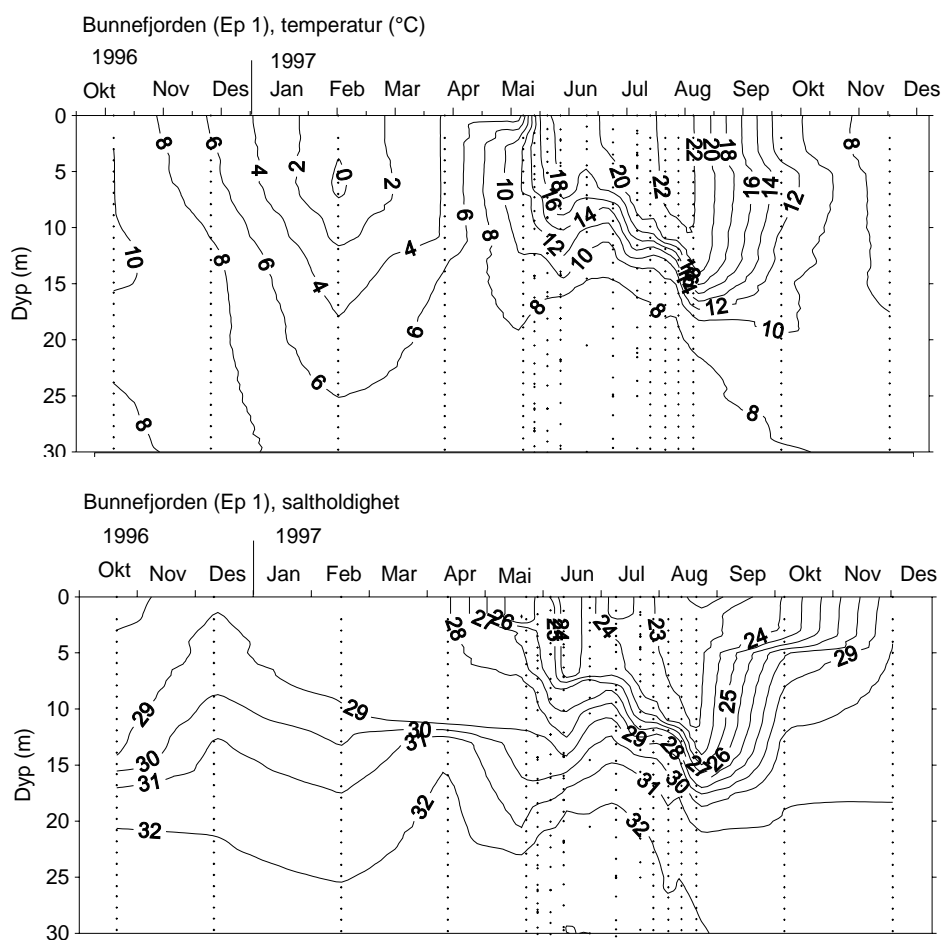 Bunnefjorden (Ep 1), temperatur (°C)
1996 1997
Okt Nov Des Jan Feb Mar Apr Mai Jun Jul Aug Sep Okt Nov Des
0
5
10
15
20
25
30
Dyp (m)
8 6 4 2 0 2 4 6 8 10 18 16 14 12 10 8 20 22 22 20 18 16 14 12 8
10 8 6 4 6 8 12 10 8
8 6
Bunnefjorden (Ep 1), saltholdighet
1996 1997
Okt Nov Des Jan Feb Mar Apr Mai Jun Jul Aug Sep Okt Nov Des
0
5
10
15
20
25
30
Dyp (m)
28 27 26 25 24 24 23 24 29
29 29 30 29 28 25
30 31 31 30 27 26
31 32 32
32